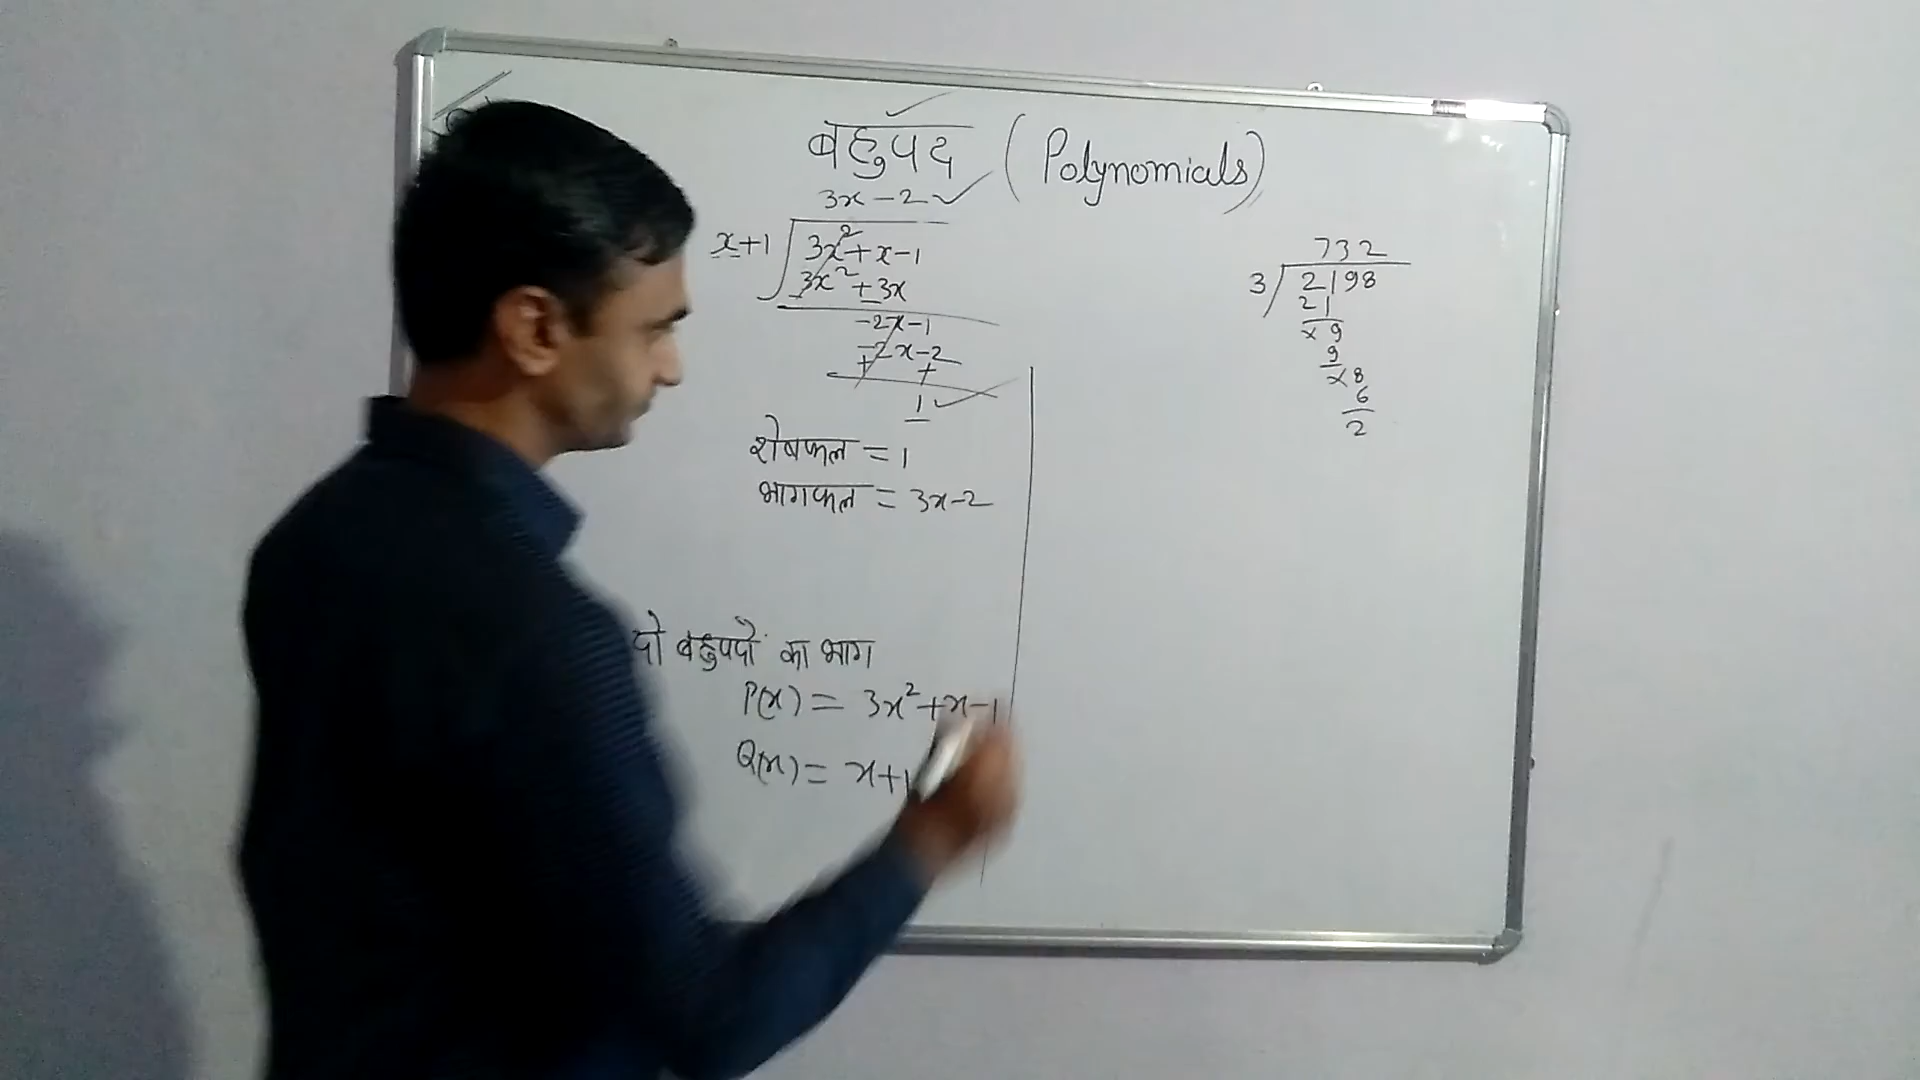 बहुपद (Polynomials)
3x - 2
x+1 3x² + x - 1
3x² + 3x
-
-
-2x - 1
-2x - 2
+ +
1
शेषफल = 1
भागफल = 3x-2
दो बहुपदों का भाग
P(x) = 3x²+x-1
Q(x) = x+1
732
3 2198
21
x 9
9
x 8
6
2